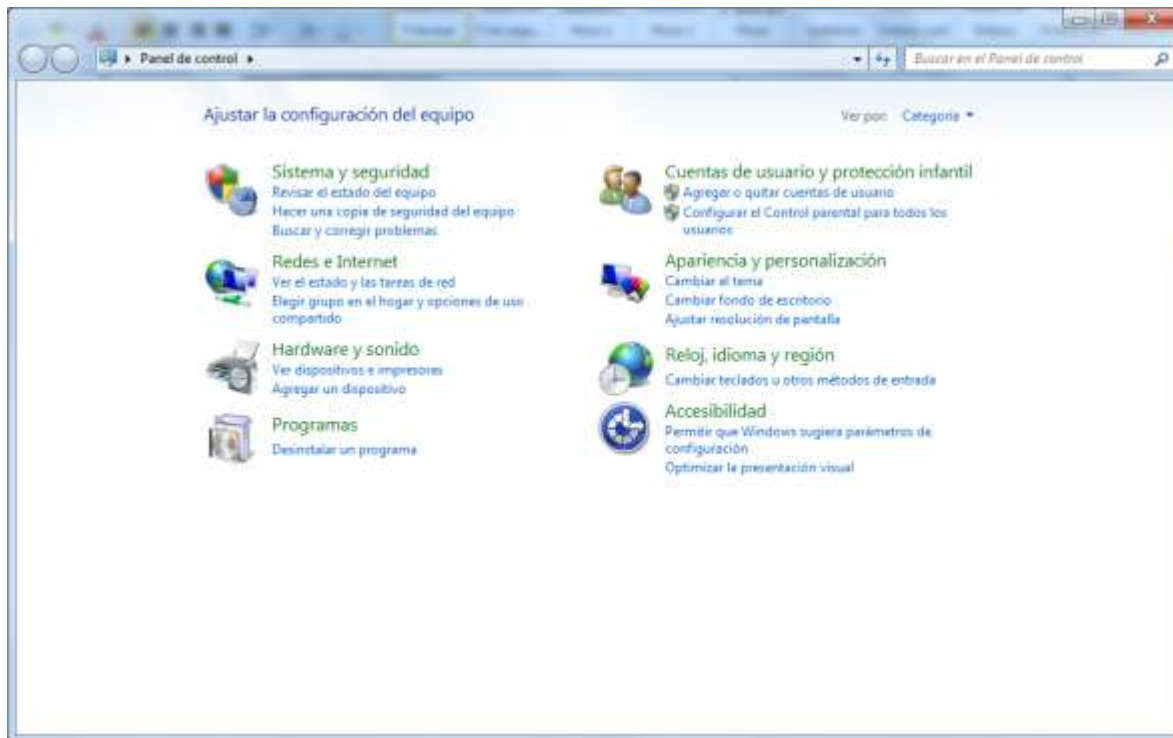 Panel de control
Buscar en el Panel de control
Ajustar la configuración del equipo
Ver por:
Categoría
Sistema y seguridad
Revisar el estado del equipo
Hacer una copia de seguridad del equipo
Buscar y corregir problemas
Redes e Internet
Ver el estado y las tareas de red
Elegir grupo en el hogar y opciones de uso
compartido
Hardware y sonido
Ver dispositivos e impresoras
Agregar un dispositivo
Programas
Desinstalar un programa
Cuentas de usuario y protección infantil
Agregar o quitar cuentas de usuario
Configurar el Control parental para todos los
usuarios
Apariencia y personalización
Cambiar el tema
Cambiar fondo de escritorio
Ajustar resolución de pantalla
Reloj, idioma y región
Cambiar teclados u otros métodos de entrada
Accesibilidad
Permitir que Windows sugiera parámetros de
configuración
Optimizar la presentación visual